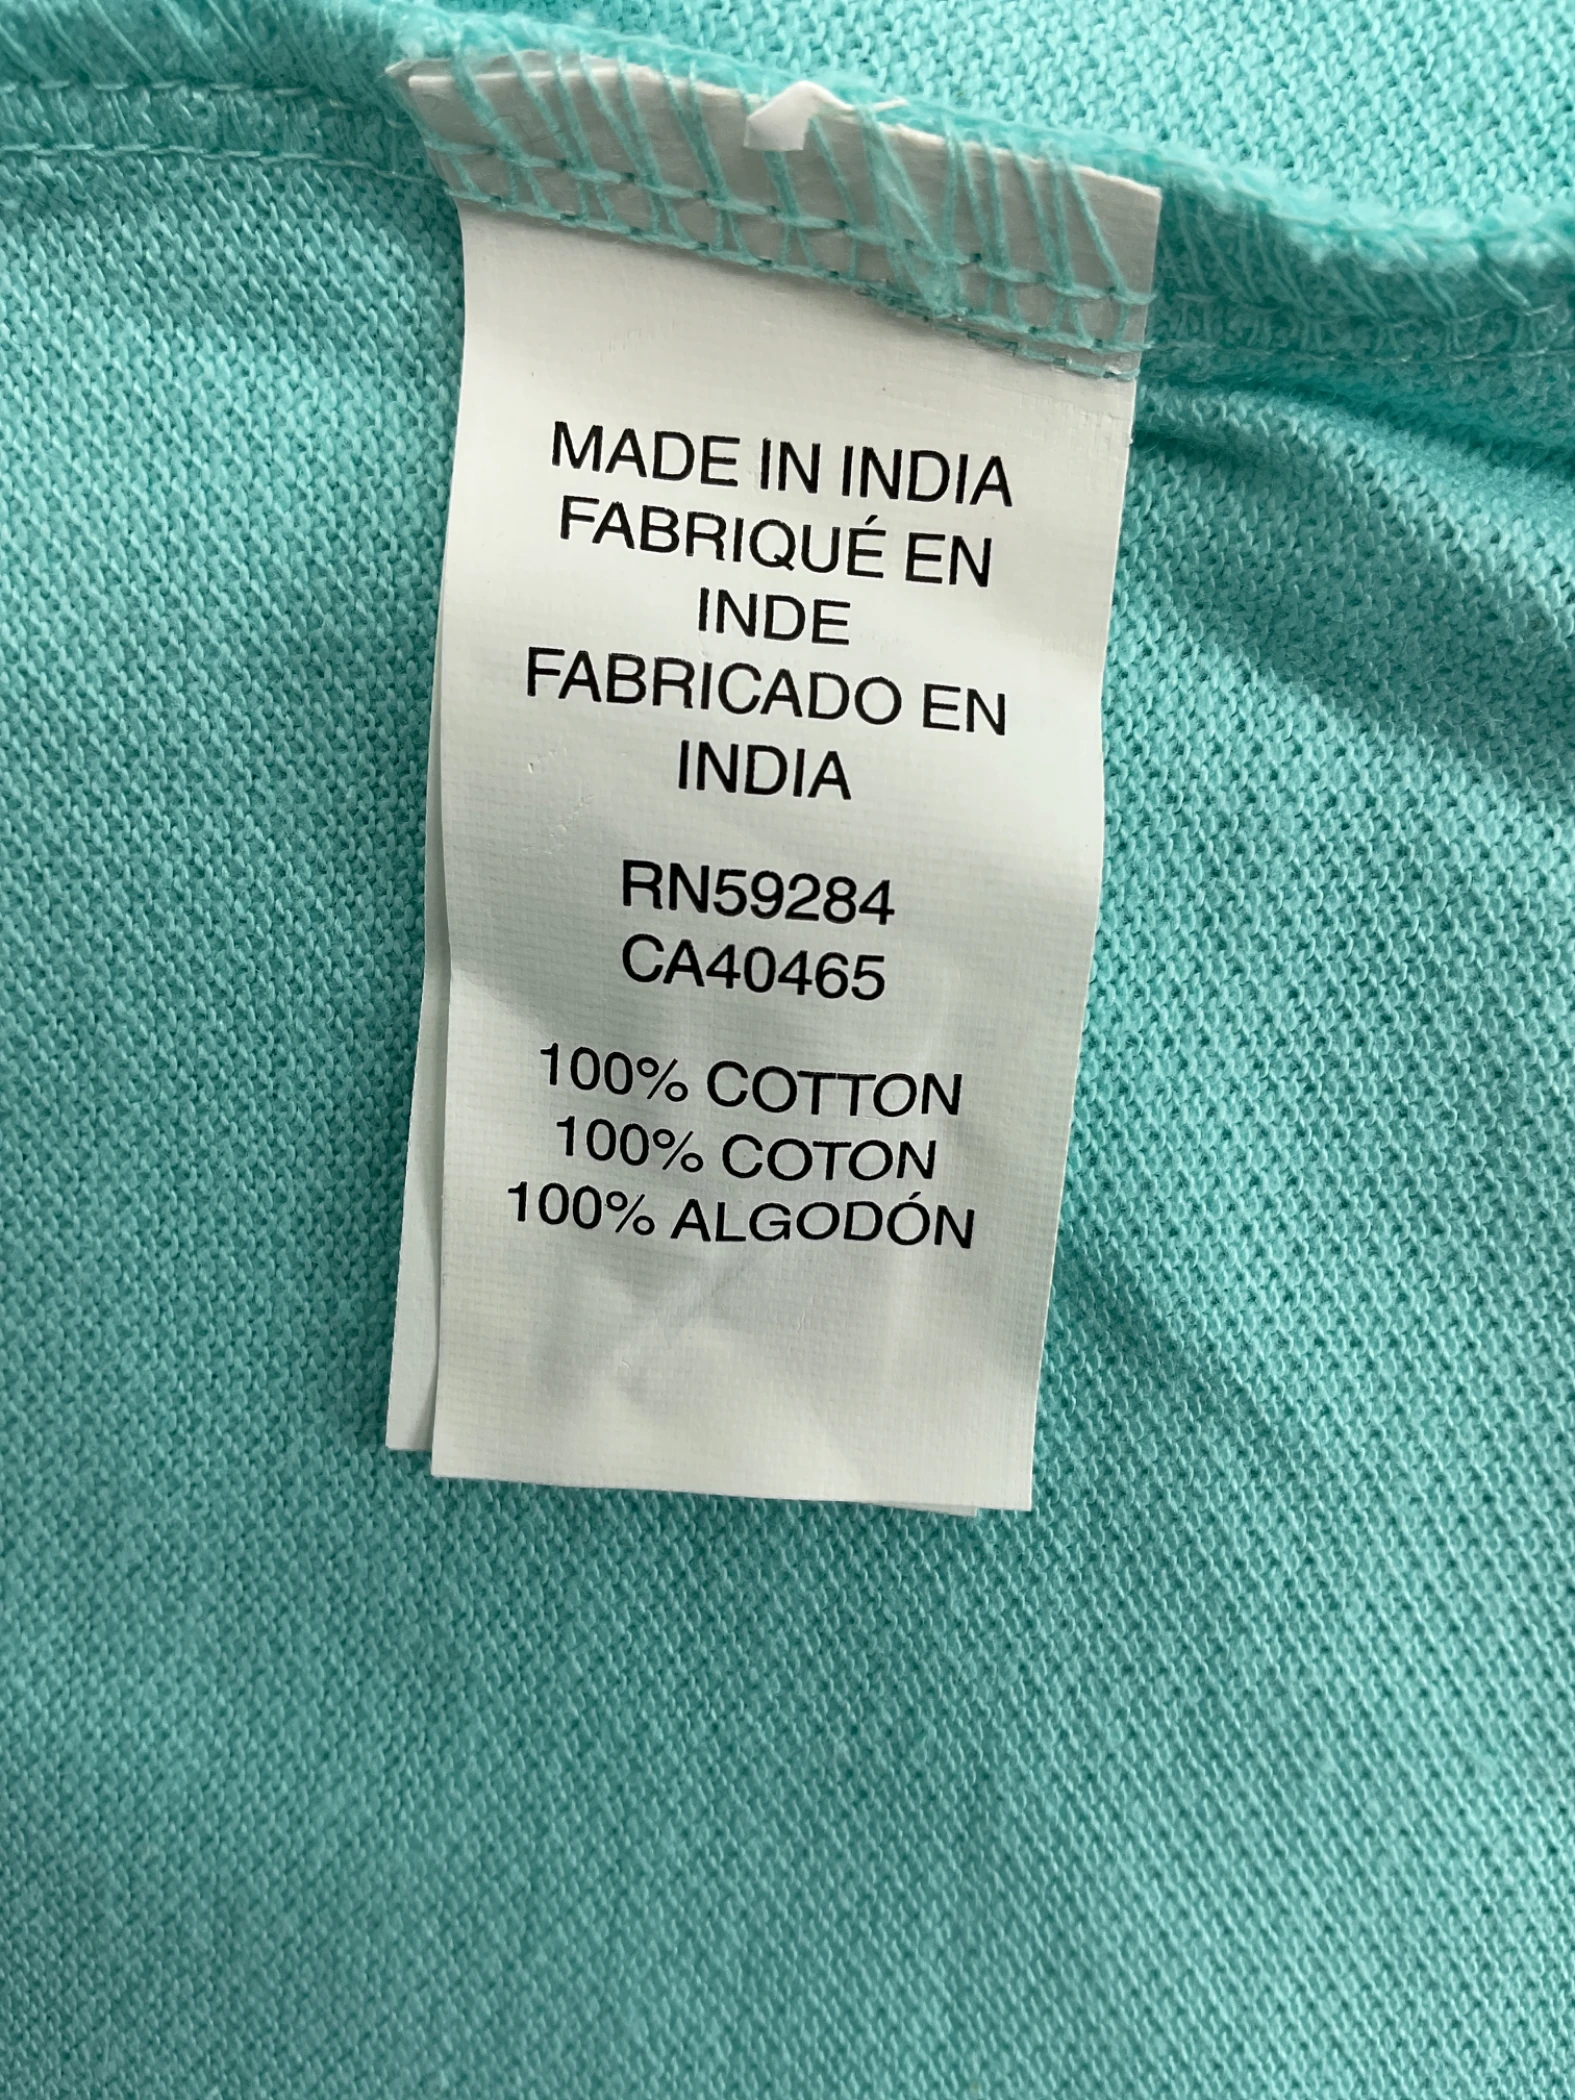 MADE IN INDIA
FABRIQUÉ EN
INDE
FABRICADO EN
INDIA
RN59284
CA40465
100% COTTON
100% COTON
100% ALGODÓN